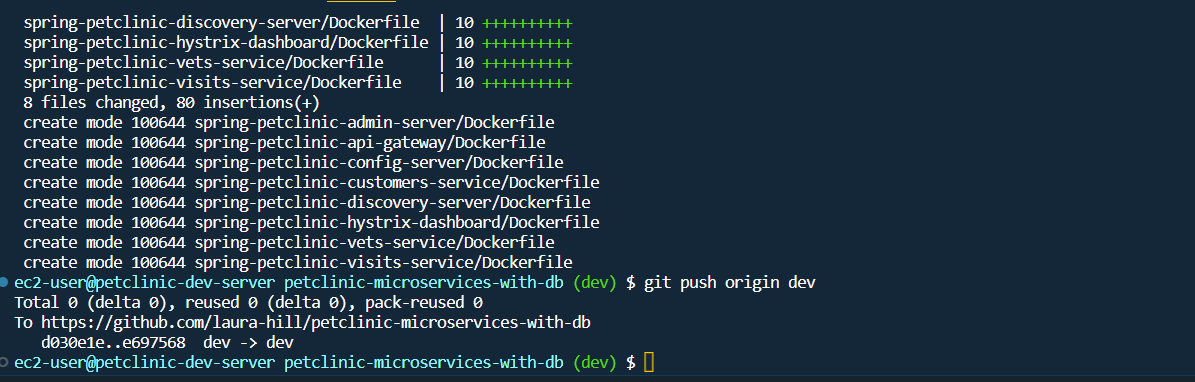 spring-petclinic-discovery-server/Dockerfile | 10 ++++++++++
spring-petclinic-hystrix-dashboard/Dockerfile | 10 ++++++++++
spring-petclinic-vets-service/Dockerfile | 10 ++++++++++
spring-petclinic-visits-service/Dockerfile | 10 ++++++++++
8 files changed, 80 insertions(+)
create mode 100644 spring-petclinic-admin-server/Dockerfile
create mode 100644 spring-petclinic-api-gateway/Dockerfile
create mode 100644 spring-petclinic-config-server/Dockerfile
create mode 100644 spring-petclinic-customers-service/Dockerfile
create mode 100644 spring-petclinic-discovery-server/Dockerfile
create mode 100644 spring-petclinic-hystrix-dashboard/Dockerfile
create mode 100644 spring-petclinic-vets-service/Dockerfile
create mode 100644 spring-petclinic-visits-service/Dockerfile
ec2-user@petclinic-dev-server petclinic-microservices-with-db (dev) $ git push origin dev
Total 0 (delta 0), reused 0 (delta 0), pack-reused 0
To https://github.com/laura-hill/petclinic-microservices-with-db
d030e1e..e697568 dev -> dev
ec2-user@petclinic-dev-server petclinic-microservices-with-db (dev) $